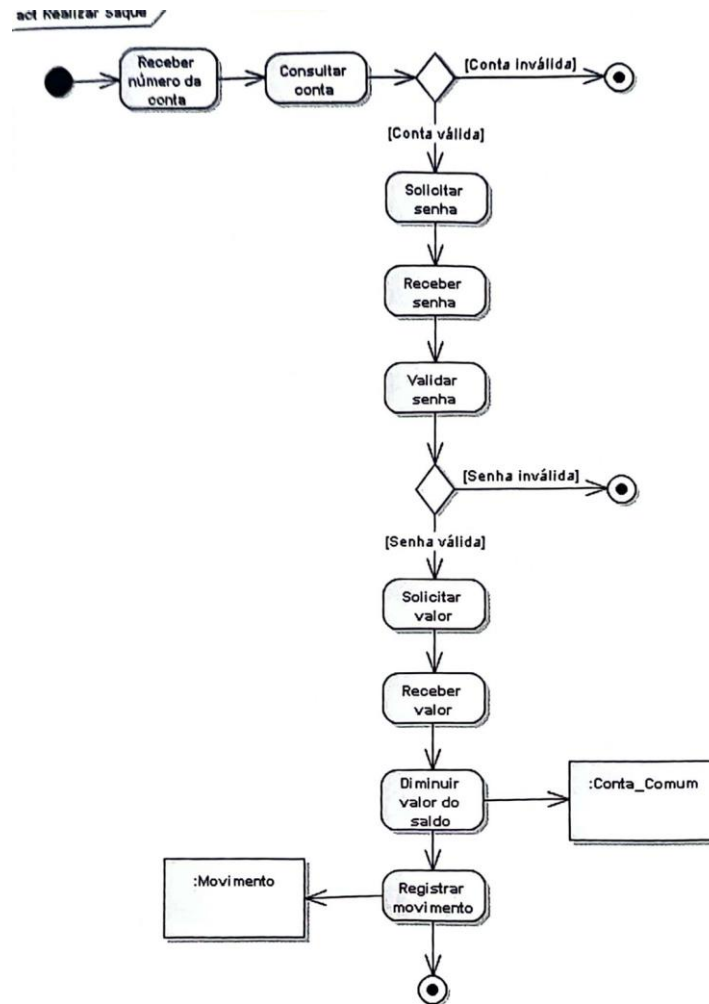 act Realizar Saque
Receber
número da
conta
Consultar
conta
[Conta inválida]
[Conta válida]
Solicitar
senha
Receber
senha
Validar
senha
[Senha inválida]
[Senha válida]
Solicitar
valor
Receber
valor
Diminuir
valor do
saldo
:Conta_Comum
:Movimento
Registrar
movimento